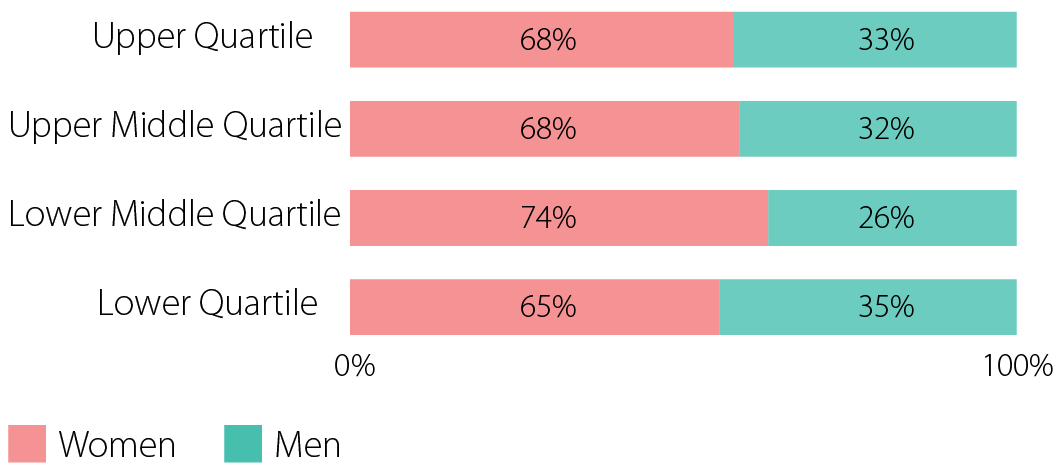 Upper Quartile 68% 33%
Upper Middle Quartile 68% 32%
Lower Middle Quartile 74% 26%
Lower Quartile 65% 35%
0% 100%
Women Men